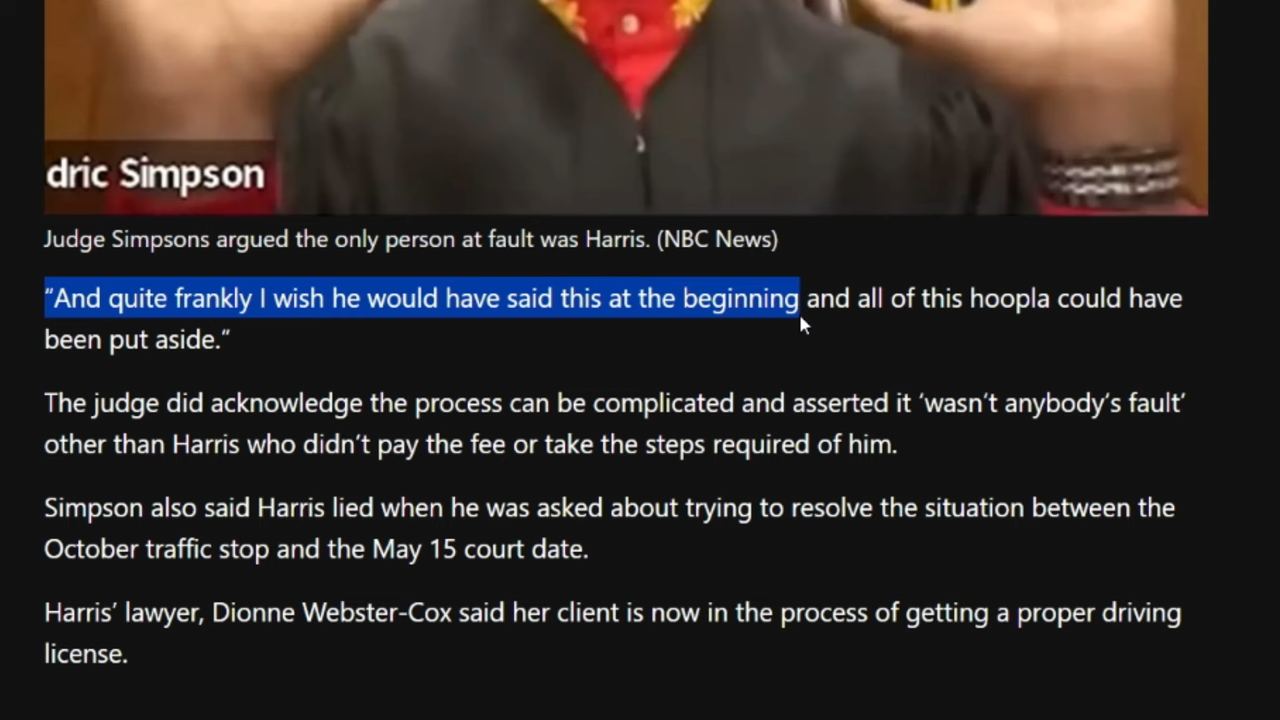 dric Simpson
Judge Simpsons argued the only person at fault was Harris. (NBC News)
“And quite frankly I wish he would have said this at the beginning and all of this hoopla could have
been put aside.”
The judge did acknowledge the process can be complicated and asserted it ‘wasn’t anybody’s fault’
other than Harris who didn’t pay the fee or take the steps required of him.
Simpson also said Harris lied when he was asked about trying to resolve the situation between the
October traffic stop and the May 15 court date.
Harris’ lawyer, Dionne Webster-Cox said her client is now in the process of getting a proper driving
license.